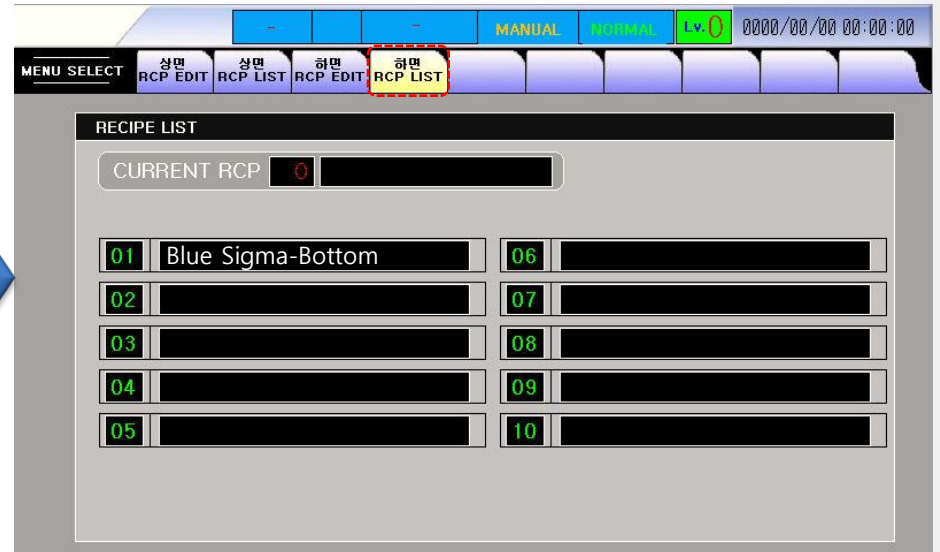 - - MANUAL NORMAL Lv.0 0000/00/00 00:00:00
MENU SELECT
상면 RCP EDIT
상면 RCP LIST
하면 RCP EDIT
하면 RCP LIST
RECIPE LIST
CURRENT RCP 0
01 Blue Sigma-Bottom
02
03
04
05
06
07
08
09
10